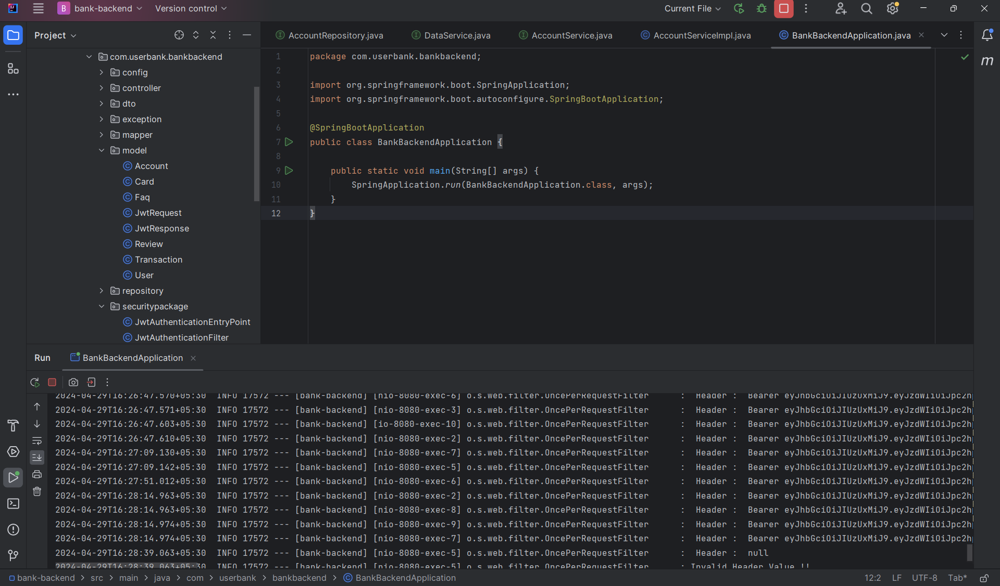 B bank-backend Version control Current File
Project
AccountRepository.java DataService.java AccountService.java AccountServiceImpl.java BankBackendApplication.java
com.userbank.bankbackend
config
controller
dto
exception
mapper
model
Account
Card
Faq
JwtRequest
JwtResponse
Review
Transaction
User
repository
securitypackage
JwtAuthenticationEntryPoint
JwtAuthenticationFilter
1 package com.userbank.bankbackend;
2
3 import org.springframework.boot.SpringApplication;
4 import org.springframework.boot.autoconfigure.SpringBootApplication;
5
6 @SpringBootApplication
7 public class BankBackendApplication {
8
9 public static void main(String[] args) {
10 SpringApplication.run(BankBackendApplication.class, args);
11 }
12 }
m
Run BankBackendApplication
2024-04-29T16:26:47.570+05:30 INFO 17572 --- [bank-backend] [nio-8080-exec-6] o.s.web.filter.OncePerRequestFilter : Header : Bearer eyJhbGciOiJIUzUxMiJ9.eyJzdWIiOiJpc2h
2024-04-29T16:26:47.571+05:30 INFO 17572 --- [bank-backend] [nio-8080-exec-3] o.s.web.filter.OncePerRequestFilter : Header : Bearer eyJhbGciOiJIUzUxMiJ9.eyJzdWIiOiJpc2h
2024-04-29T16:26:47.603+05:30 INFO 17572 --- [bank-backend] [io-8080-exec-10] o.s.web.filter.OncePerRequestFilter : Header : Bearer eyJhbGciOiJIUzUxMiJ9.eyJzdWIiOiJpc2h
2024-04-29T16:26:47.610+05:30 INFO 17572 --- [bank-backend] [nio-8080-exec-2] o.s.web.filter.OncePerRequestFilter : Header : Bearer eyJhbGciOiJIUzUxMiJ9.eyJzdWIiOiJpc2h
2024-04-29T16:27:09.130+05:30 INFO 17572 --- [bank-backend] [nio-8080-exec-7] o.s.web.filter.OncePerRequestFilter : Header : Bearer eyJhbGciOiJIUzUxMiJ9.eyJzdWIiOiJpc2h
2024-04-29T16:27:09.142+05:30 INFO 17572 --- [bank-backend] [nio-8080-exec-5] o.s.web.filter.OncePerRequestFilter : Header : Bearer eyJhbGciOiJIUzUxMiJ9.eyJzdWIiOiJpc2h
2024-04-29T16:27:51.012+05:30 INFO 17572 --- [bank-backend] [nio-8080-exec-6] o.s.web.filter.OncePerRequestFilter : Header : Bearer eyJhbGciOiJIUzUxMiJ9.eyJzdWIiOiJpc2h
2024-04-29T16:28:14.963+05:30 INFO 17572 --- [bank-backend] [nio-8080-exec-2] o.s.web.filter.OncePerRequestFilter : Header : Bearer eyJhbGciOiJIUzUxMiJ9.eyJzdWIiOiJpc2h
2024-04-29T16:28:14.963+05:30 INFO 17572 --- [bank-backend] [nio-8080-exec-8] o.s.web.filter.OncePerRequestFilter : Header : Bearer eyJhbGciOiJIUzUxMiJ9.eyJzdWIiOiJpc2h
2024-04-29T16:28:14.974+05:30 INFO 17572 --- [bank-backend] [nio-8080-exec-9] o.s.web.filter.OncePerRequestFilter : Header : Bearer eyJhbGciOiJIUzUxMiJ9.eyJzdWIiOiJpc2h
2024-04-29T16:28:14.974+05:30 INFO 17572 --- [bank-backend] [nio-8080-exec-7] o.s.web.filter.OncePerRequestFilter : Header : Bearer eyJhbGciOiJIUzUxMiJ9.eyJzdWIiOiJpc2h
2024-04-29T16:28:39.063+05:30 INFO 17572 --- [bank-backend] [nio-8080-exec-5] o.s.web.filter.OncePerRequestFilter : Header : null
2024-04-29T16:28:39.063+05:30 INFO 17572 --- [bank-backend] [nio-8080-exec-5] o.s.web.filter.OncePerRequestFilter : Invalid Header Value !!
bank-backend > src > main > java > com > userbank > bankbackend > BankBackendApplication 12:2 LF UTF-8 Tab*